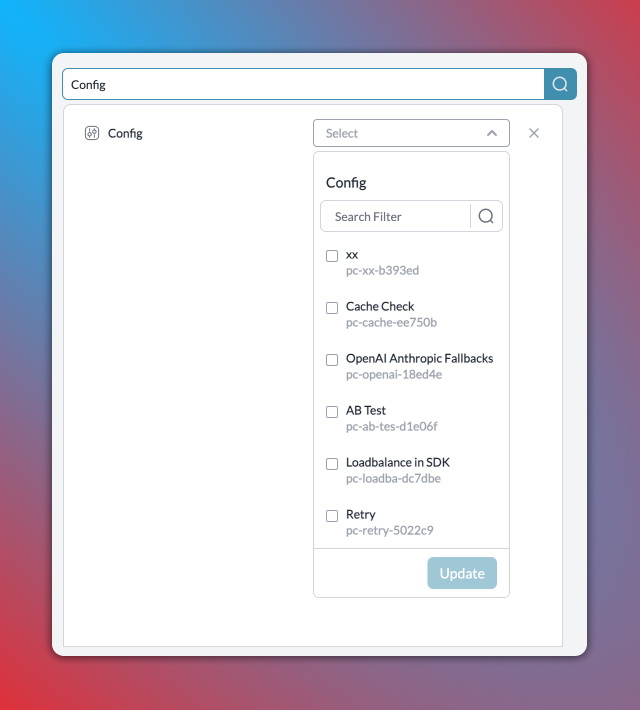 Config
Config
Select
Config
Search Filter
xx
pc-xx-b393ed
Cache Check
pc-cache-ee750b
OpenAI Anthropic Fallbacks
pc-openai-18ed4e
AB Test
pc-ab-tes-d1e06f
Loadbalance in SDK
pc-loadba-dc7dbe
Retry
pc-retry-5022c9
Update